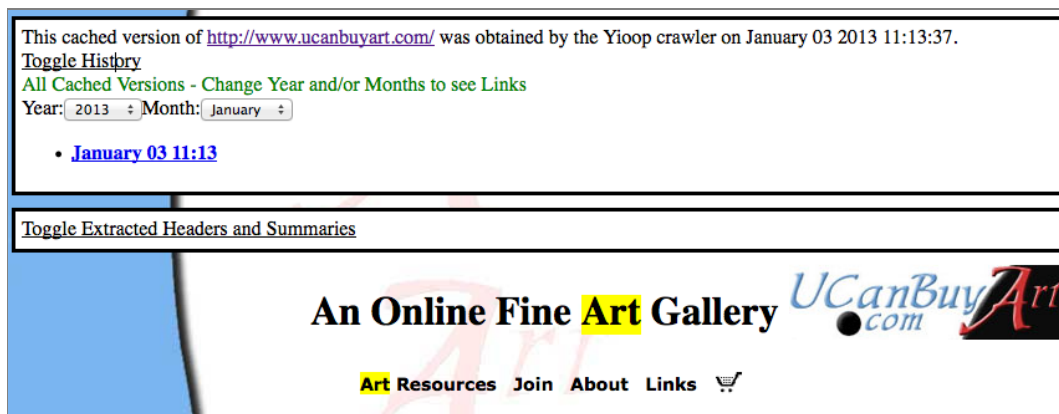 This cached version of http://www.ucanbuyart.com/ was obtained by the Yioop crawler on January 03 2013 11:13:37.
Toggle History
All Cached Versions - Change Year and/or Months to see Links
Year: 2013 Month: January
• January 03 11:13
Toggle Extracted Headers and Summaries
An Online Fine Art Gallery
UCanBuyArt
.com
Art
Art Resources Join About Links